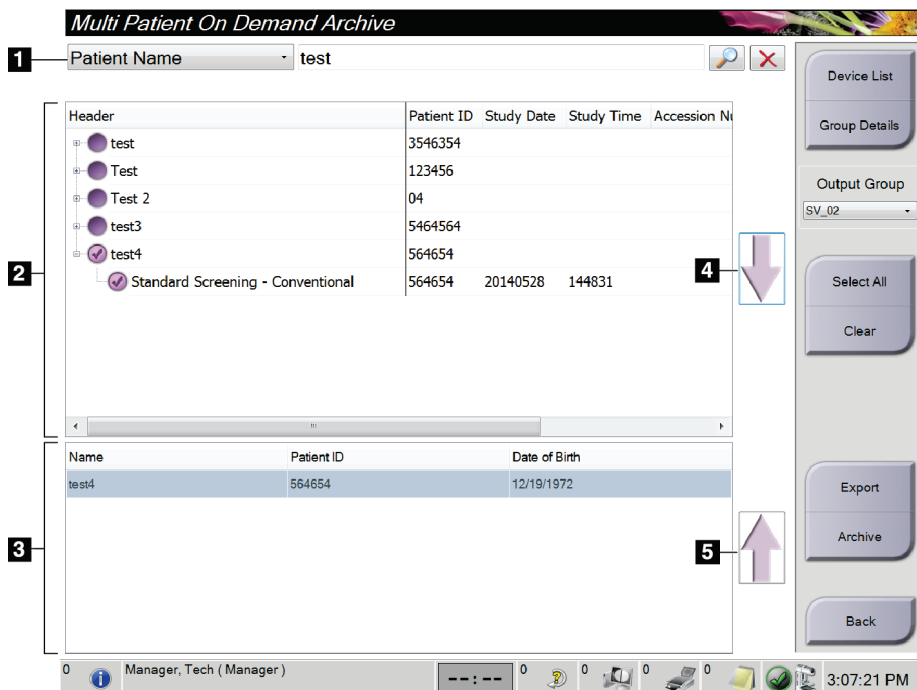 Multi Patient On Demand Archive
1
Patient Name
test
Device List
Group Details
Output Group
SV_02
Select All
Clear
Export
Archive
Back
2
Header Patient ID Study Date Study Time Accession Nu
test 3546354
Test 123456
Test 2 04
test3 5464564
test4 564654
Standard Screening - Conventional 564654 20140528 144831
4
3
Name Patient ID Date of Birth
test4 564654 12/19/1972
5
0 Manager, Tech ( Manager ) --:-- 0 0 0 0 3:07:21 PM